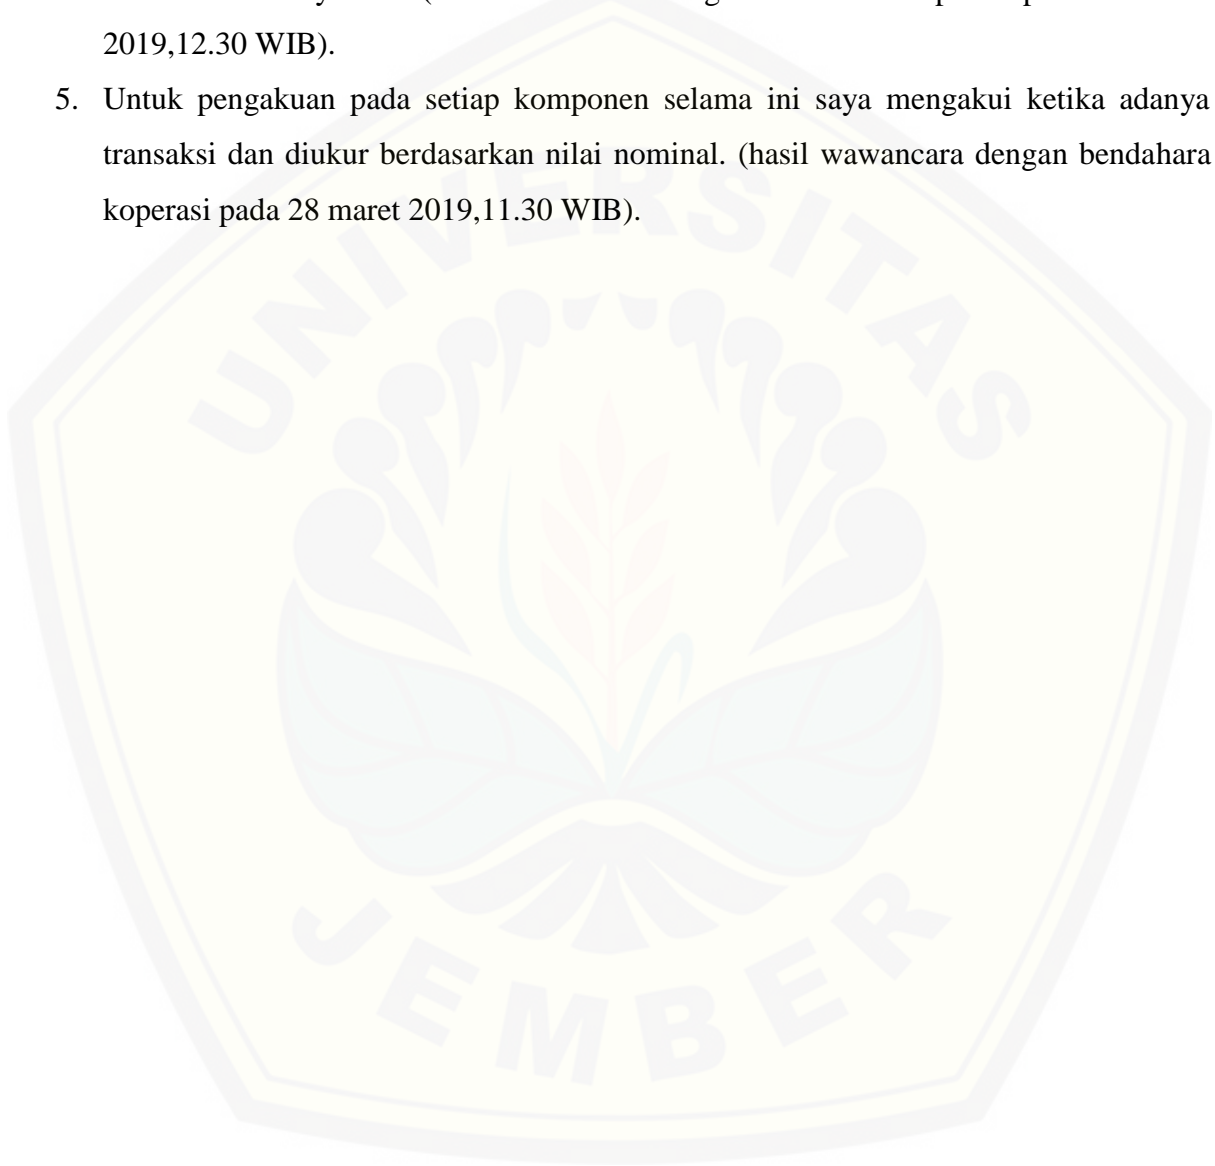 2019,12.30 WIB).
5. Untuk pengakuan pada setiap komponen selama ini saya mengakui ketika adanya
transaksi dan diukur berdasarkan nilai nominal. (hasil wawancara dengan bendahara
koperasi pada 28 maret 2019,11.30 WIB).
UNIVERSITAS
JEMBER